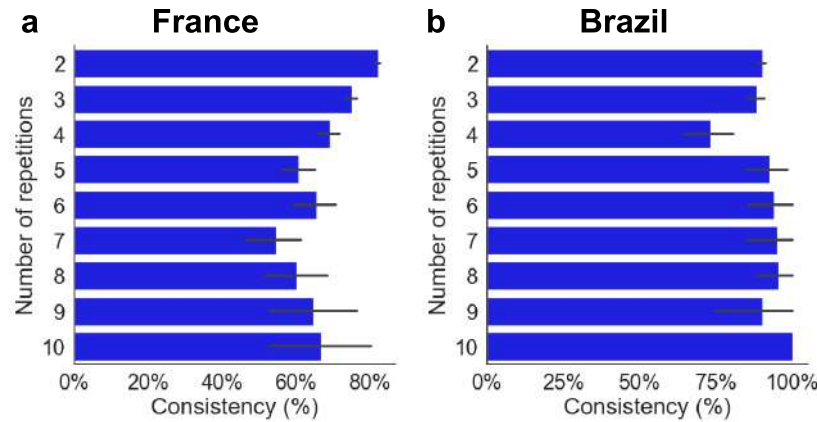 a France
2
3
4
5
6
7
8
9
10
Number of repetitions
0% 20% 40% 60% 80%
Consistency (%)
b Brazil
2
3
4
5
6
7
8
9
10
Number of repetitions
0% 25% 50% 75% 100%
Consistency (%)